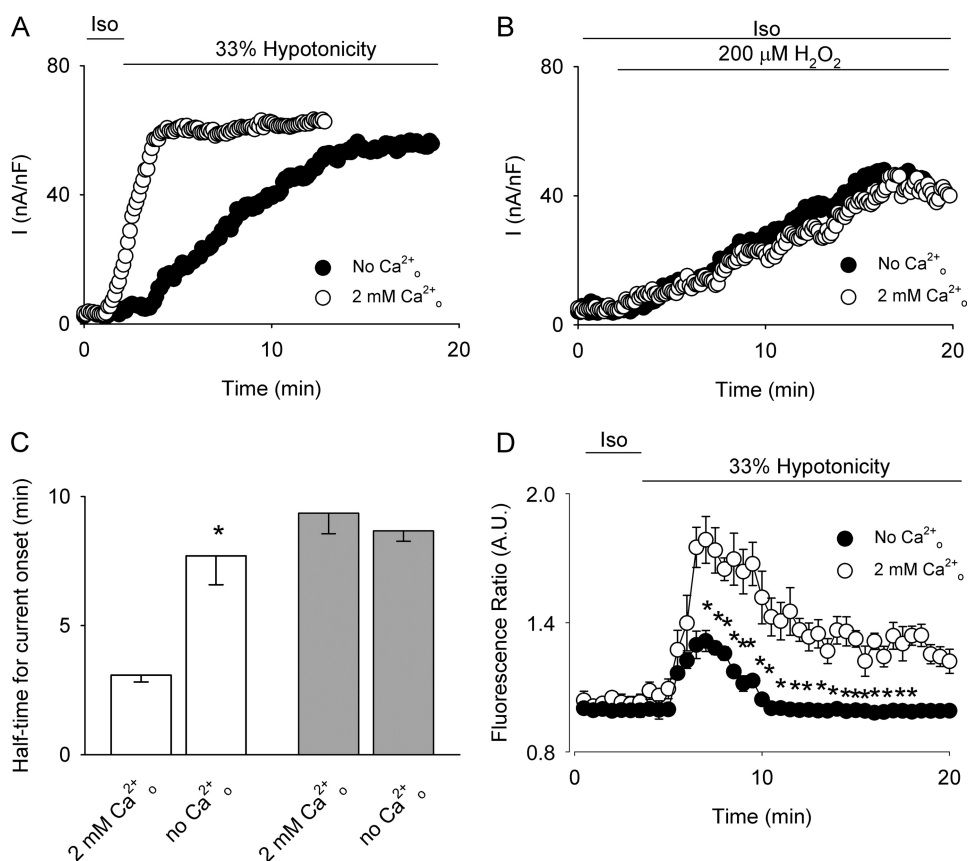 A
Iso
33% Hypotonicity
80
40
0
I (nA/nF)
No Ca²⁺ₒ
2 mM Ca²⁺ₒ
0
10
20
Time (min)
B
Iso
200 µM H₂O₂
80
40
0
I (nA/nF)
No Ca²⁺ₒ
2 mM Ca²⁺ₒ
0
10
20
Time (min)
C
Half-time for current onset (min)
10
5
0
*
2 mM Ca²⁺ₒ
no Ca²⁺ₒ
2 mM Ca²⁺ₒ
no Ca²⁺ₒ
D
Iso
33% Hypotonicity
Fluorescence Ratio (A.U.)
2.0
1.4
0.8
No Ca²⁺ₒ
2 mM Ca²⁺ₒ
0
10
20
Time (min)